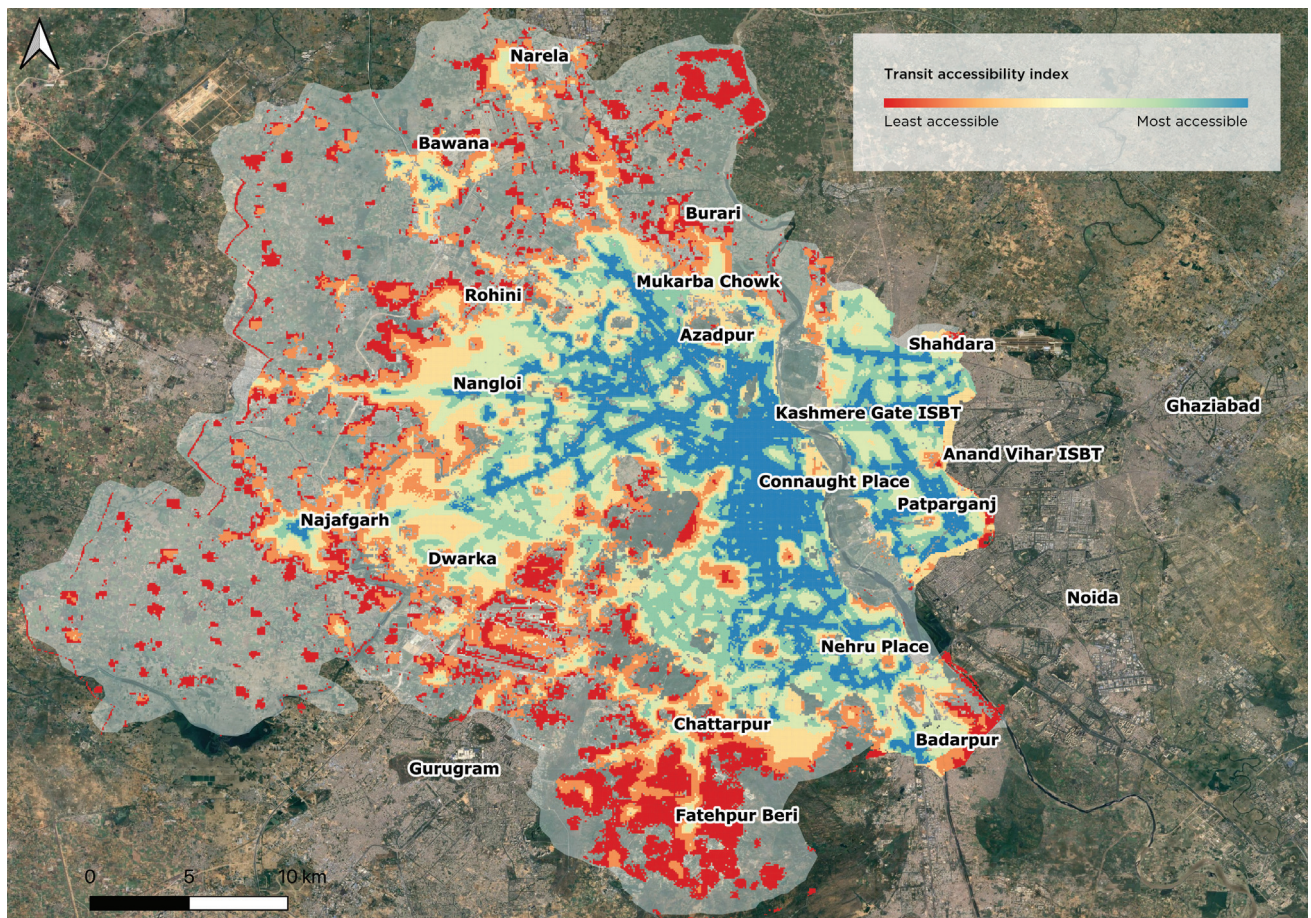 Narela
Transit accessibility index
Least accessible
Most accessible
Bawana
Burari
Mukarba Chowk
Rohini
Azadpur
Shahdara
Nangloi
Ghaziabad
Kashmere Gate ISBT
Anand Vihar ISBT
Connaught Place
Patparganj
Najafgarh
Dwarka
Noida
Nehru Place
Chattarpur
Badarpur
Gurugram
Fatehpur Beri
0 5 10 km